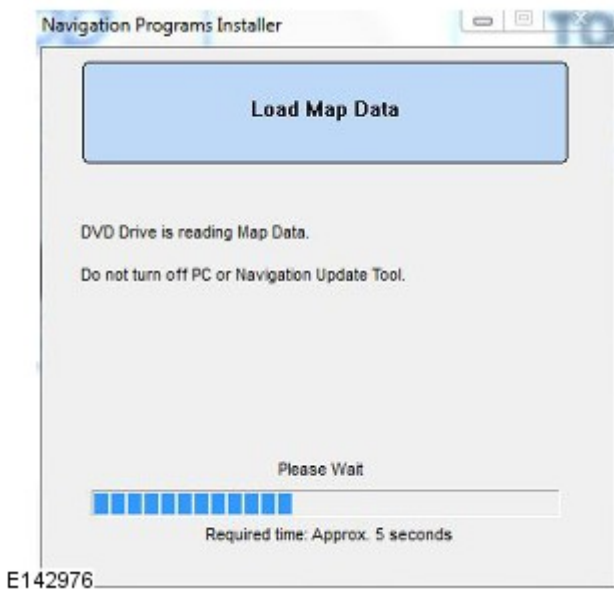 Navigation Programs Installer
Load Map Data
DVD Drive is reading Map Data.
Do not turn off PC or Navigation Update Tool.
Please Wait
Required time: Approx. 5 seconds
E142976